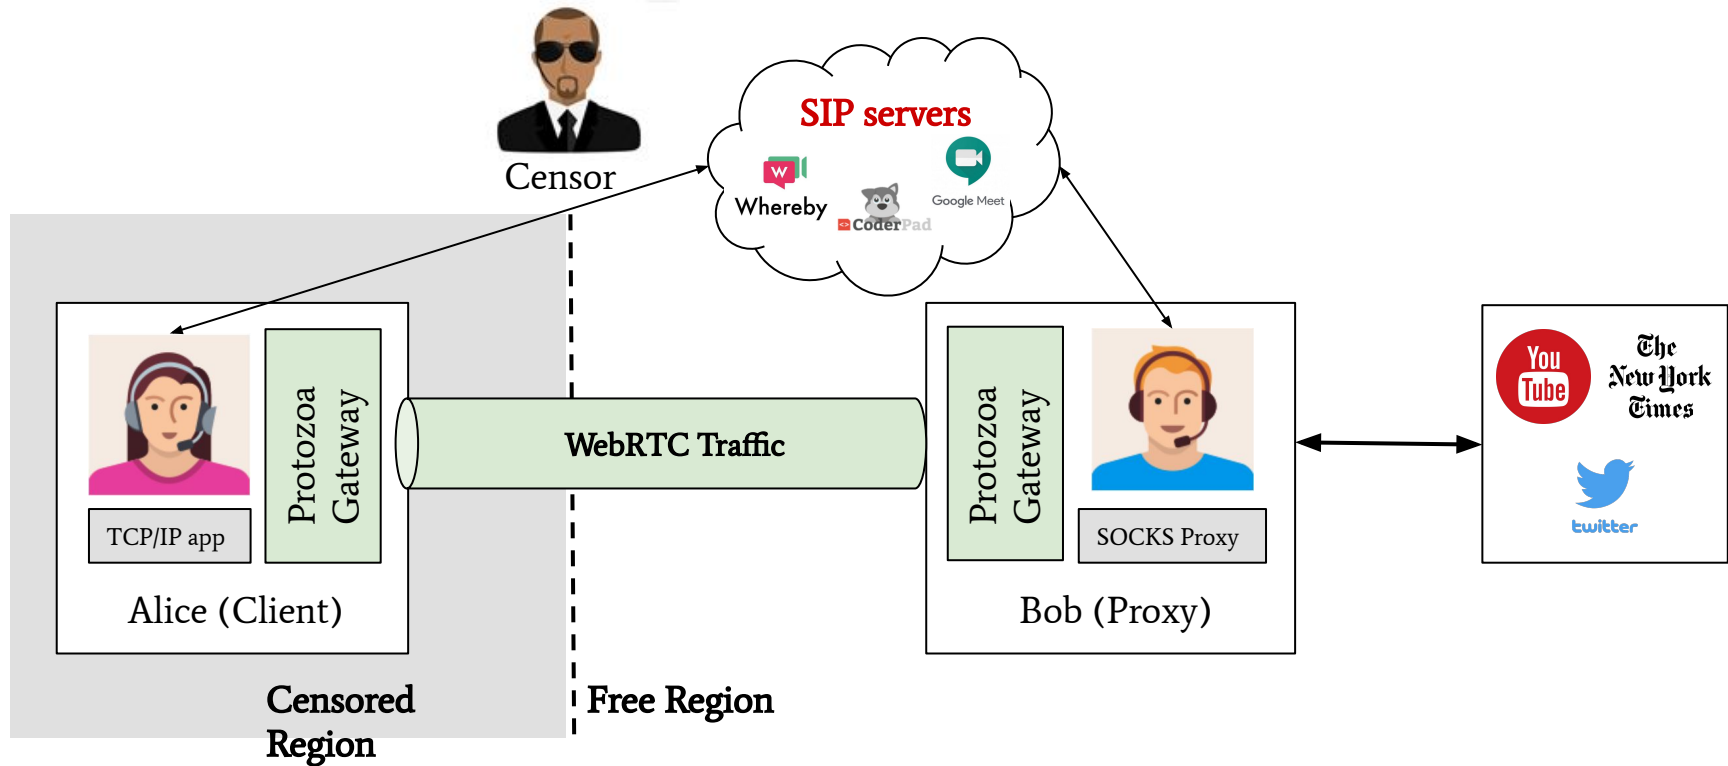 Censor
SIP servers
W
Whereby
<> CoderPad
Google Meet
Protozoa
Gateway
TCP/IP app
Alice (Client)
WebRTC Traffic
Protozoa
Gateway
SOCKS Proxy
Bob (Proxy)
You
Tube
The
New York
Times
twitter
Censored
Region
Free Region